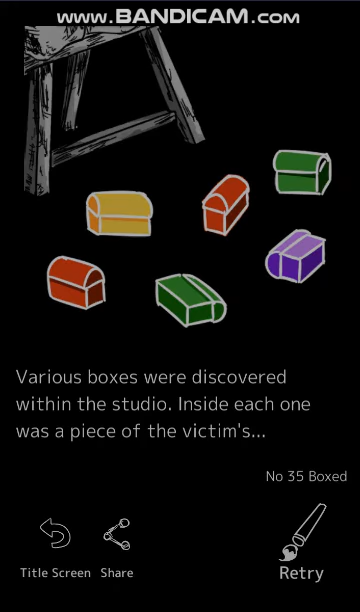 www.BANDICAM.com
Various boxes were discovered
within the studio. Inside each one
was a piece of the victim's...
No 35 Boxed
Title Screen Share
Retry